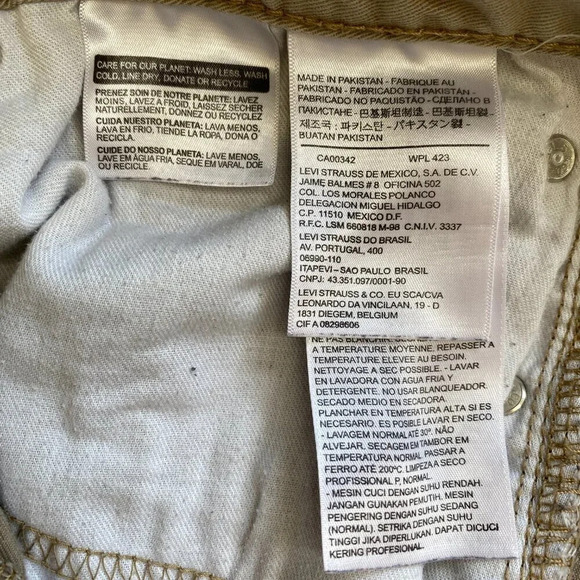 CARE FOR OUR PLANET: WASH LESS, WASH
COLD, LINE DRY, DONATE OR RECYCLE
PRENEZ SOIN DE NOTRE PLANETE: LAVEZ
MOINS, LAVEZ A FROID, LAISSEZ SECHER
NATURELLEMENT, DONNEZ OU RECYCLEZ
CUIDA NUESTRO PLANETA: LAVA MENOS,
LAVA EN FRIO, TIENDE LA ROPA, DONA O
RECICLA.
CUIDE DO NOSSO PLANETA: LAVE MENOS,
LAVE EM ÁGUA FRIA, SEQUE EM VARAL, DOE
OU RECICLE.
MADE IN PAKISTAN - FABRIQUE AU
PAKISTAN - FABRICADO EN PAKISTAN -
FABRICADO NO PAQUISTÃO - СДЕЛАНО В
ПАКИСТАНЕ - 巴基斯坦制造 - 巴基斯坦製 -
제조국 : 파키스탄 - パキスタン製 -
BUATAN PAKISTAN
CA00342 WPL 423
LEVI STRAUSS DE MEXICO, S.A. DE C.V.
JAIME BALMES # 8 OFICINA 502
COL. LOS MORALES POLANCO
DELEGACION MIGUEL HIDALGO
C.P. 11510 MEXICO D.F.
R.F.C. LSM 660818 M-98 C.N.I.V. 3337
LEVI STRAUSS DO BRASIL
AV. PORTUGAL, 400
06990-110
ITAPEVI - SAO PAULO BRASIL
CNPJ: 43.351.097/0001-90
LEVI STRAUSS & CO. EU SCA/CVA
LEONARDO DA VINCILAAN, 19 - D
1831 DIEGEM, BELGIUM
CIF A 08298606
NE PAS BLANCHIR.
A TEMPERATURE MOYENNE. REPASSER A
TEMPERATURE ELEVEE AU BESOIN.
NETTOYAGE A SEC POSSIBLE. - LAVAR
EN LAVADORA CON AGUA FRIA Y
DETERGENTE. NO USAR BLANQUEADOR.
SECADO MEDIO EN SECADORA.
PLANCHAR EN TEMPERATURA ALTA SI ES
NECESARIO. ES POSIBLE LAVAR EN SECO.
- LAVAGEM NORMAL ATÉ 30°. NÃO
ALVEJAR. SECAGEM EM TAMBOR EM
TEMPERATURA NORMAL PASSAR A
FERRO ATÉ 200°C. LIMPEZA A SECO
PROFISSIONAL P, NORMAL.
- MESIN CUCI DENGAN SUHU RENDAH.
JANGAN GUNAKAN PEMUTIH. MESIN
PENGERING DENGAN SUHU SEDANG
(NORMAL). SETRIKA DENGAN SUHU
TINGGI JIKA DIPERLUKAN. DAPAT DICUCI
KERING PROFESIONAL.